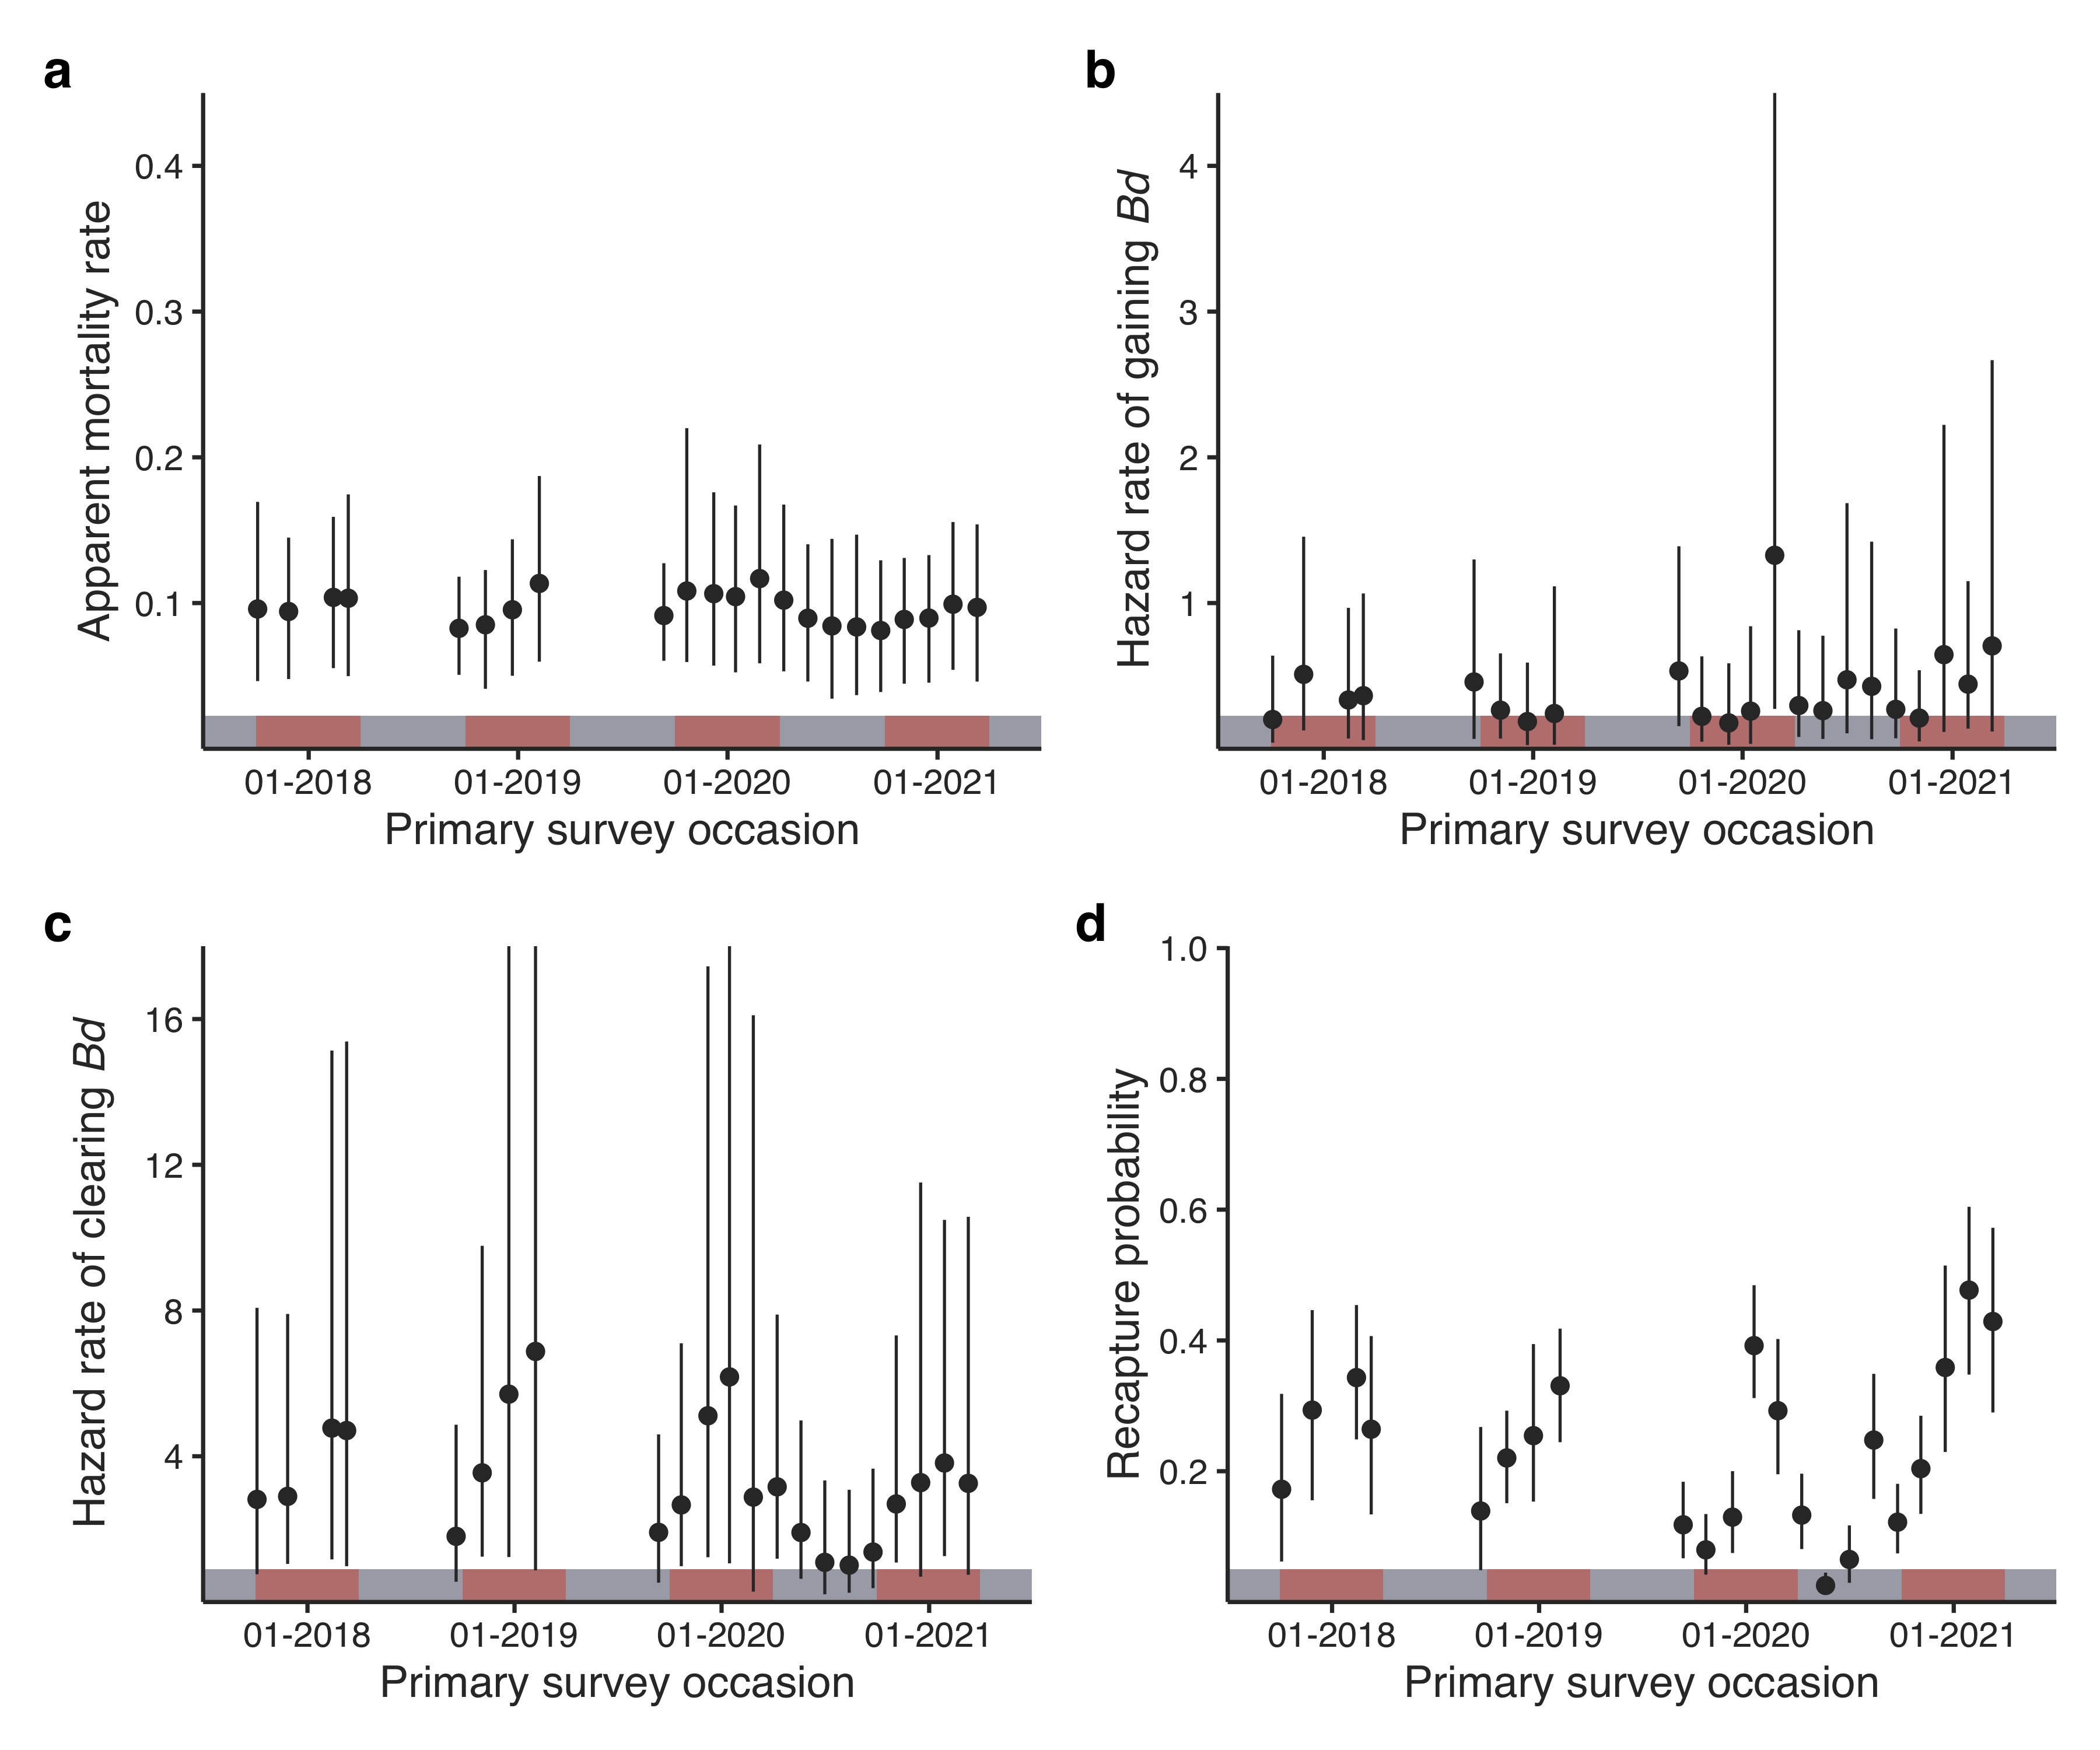 a
Apparent mortality rate
0.4
0.3
0.2
0.1
01-2018 01-2019 01-2020 01-2021
Primary survey occasion
b
Hazard rate of gaining Bd
4
3
2
1
01-2018 01-2019 01-2020 01-2021
Primary survey occasion
c
Hazard rate of clearing Bd
16
12
8
4
01-2018 01-2019 01-2020 01-2021
Primary survey occasion
d
Recapture probability
1.0
0.8
0.6
0.4
0.2
01-2018 01-2019 01-2020 01-2021
Primary survey occasion